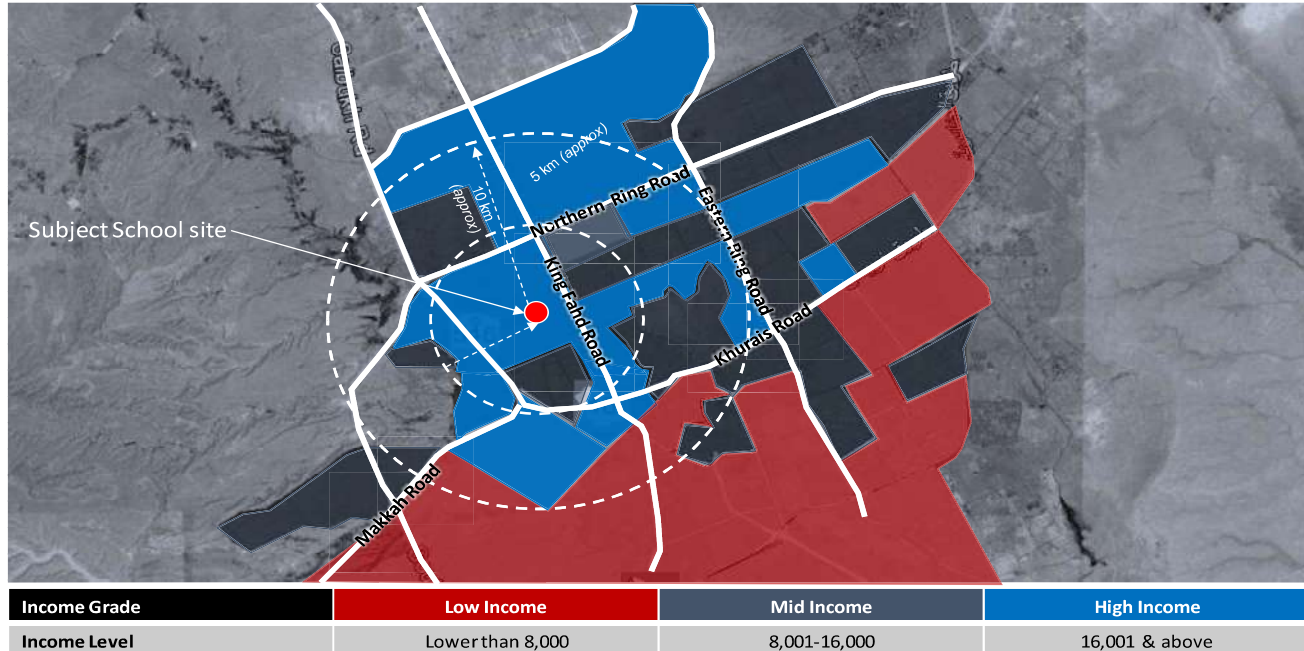 5 km (approx)
10 km
(approx)
Northern Ring Road
Subject School site
Eastern Ring Road
King Fahd Road
Khurais Road
Makkah Road
Income Grade Low Income Mid Income High Income
Income Level Lower than 8,000 8,001-16,000 16,001 & above